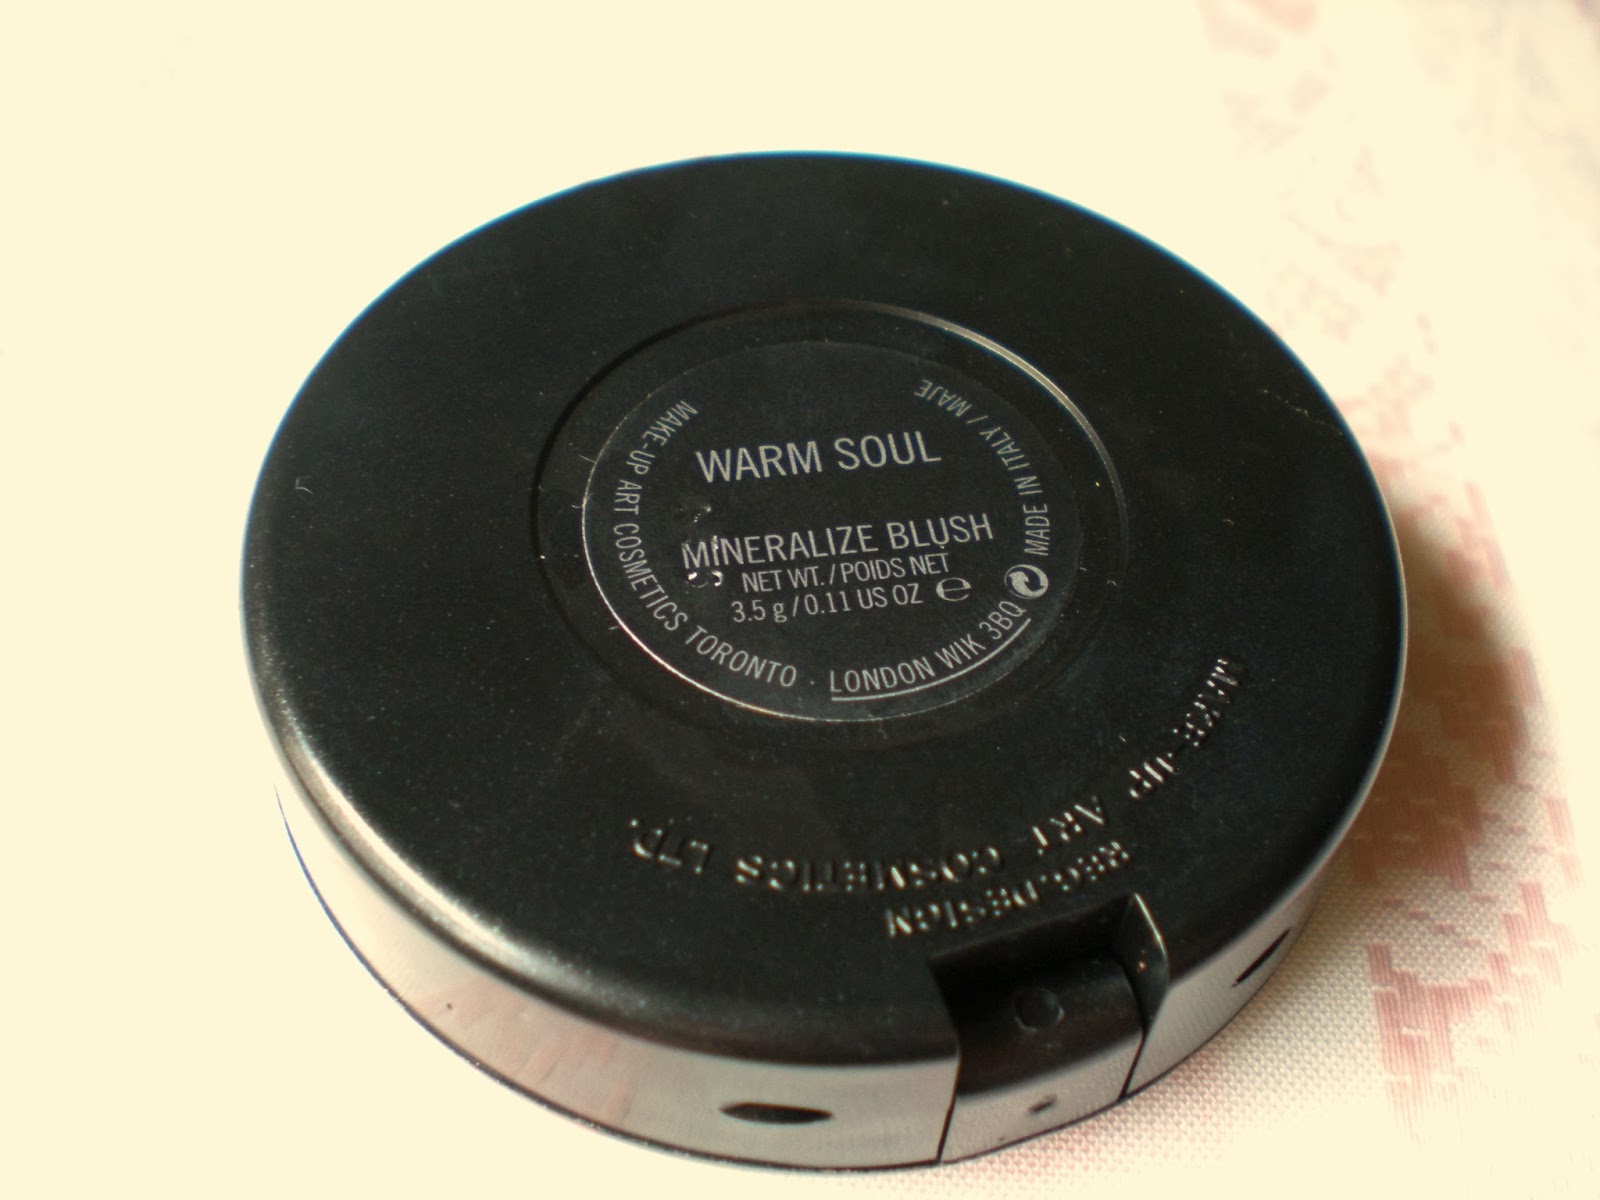 WARM SOUL
MINERALIZE BLUSH
NET WT. / POIDS NET
3.5 g / 0.11 US OZ ℮
MAKE-UP ART COSMETICS TORONTO · LONDON WIK 3BQ
MADE IN ITALY / MAJE
MAKE-UP ART COSMETICS LTD.
REG.DESIGN